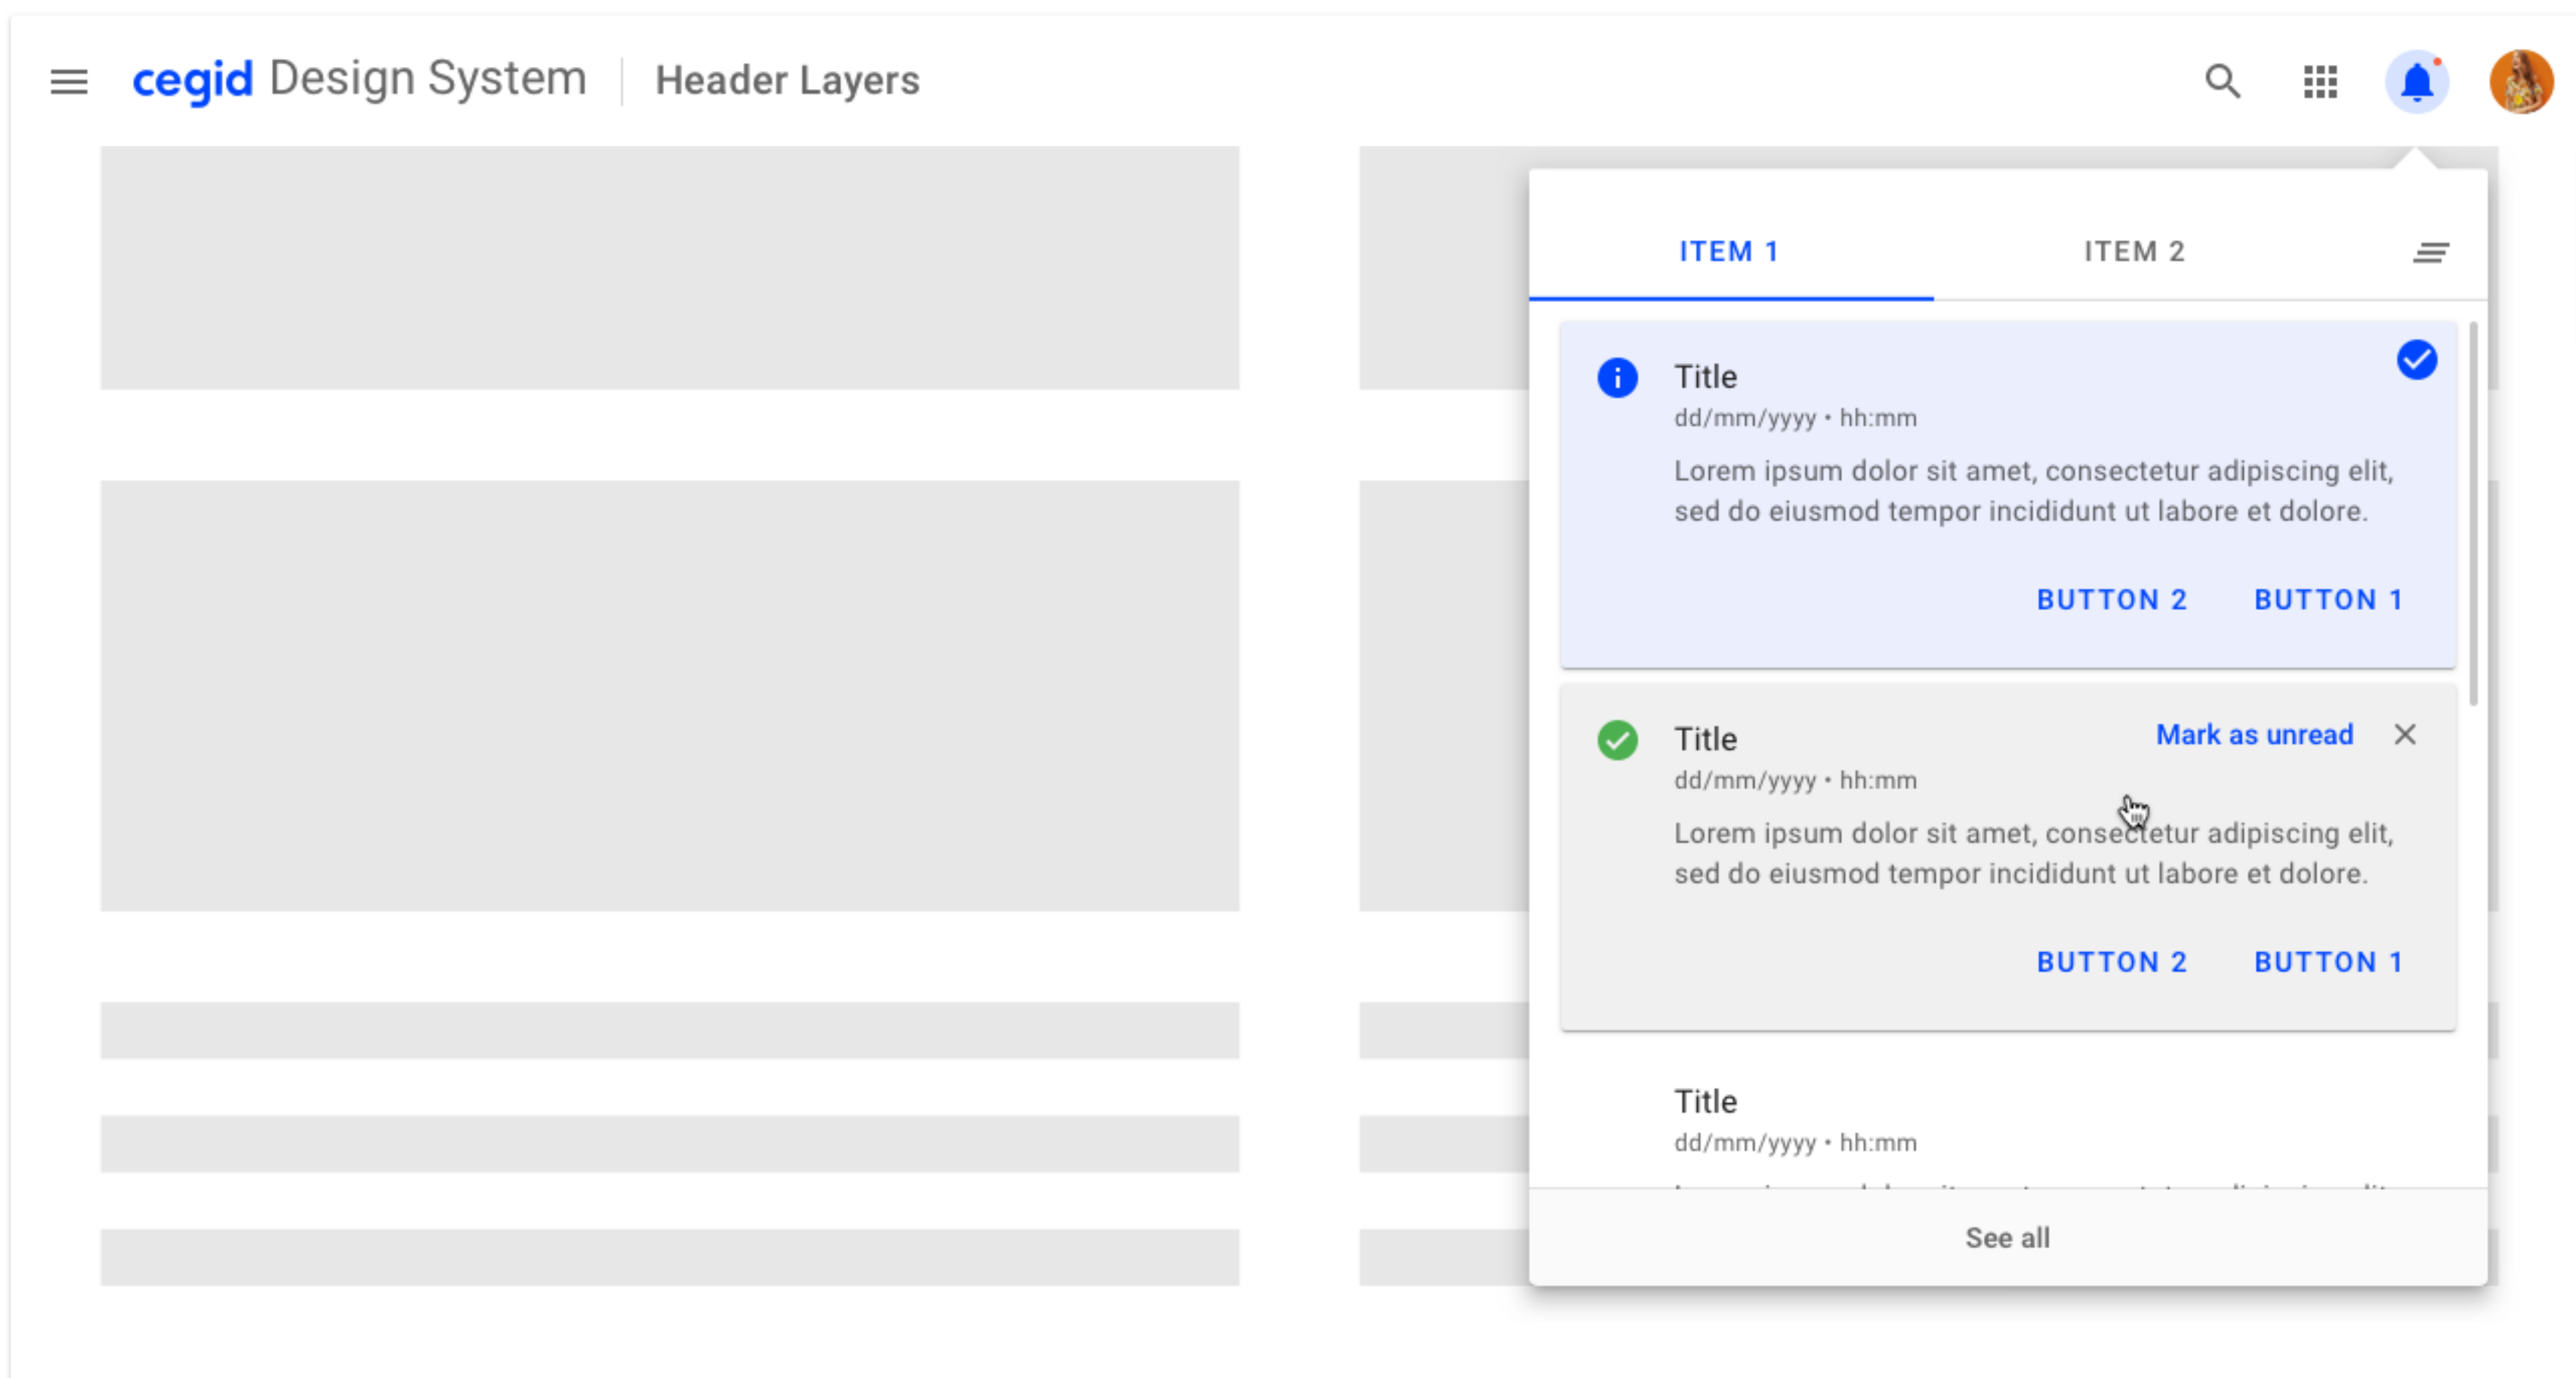 cegid Design System
Header Layers
ITEM 1
ITEM 2
Title
dd/mm/yyyy • hh:mm
Lorem ipsum dolor sit amet, consectetur adipiscing elit,
sed do eiusmod tempor incididunt ut labore et dolore.
BUTTON 2
BUTTON 1
Title
Mark as unread
dd/mm/yyyy • hh:mm
Lorem ipsum dolor sit amet, consectetur adipiscing elit,
sed do eiusmod tempor incididunt ut labore et dolore.
BUTTON 2
BUTTON 1
Title
dd/mm/yyyy • hh:mm
See all